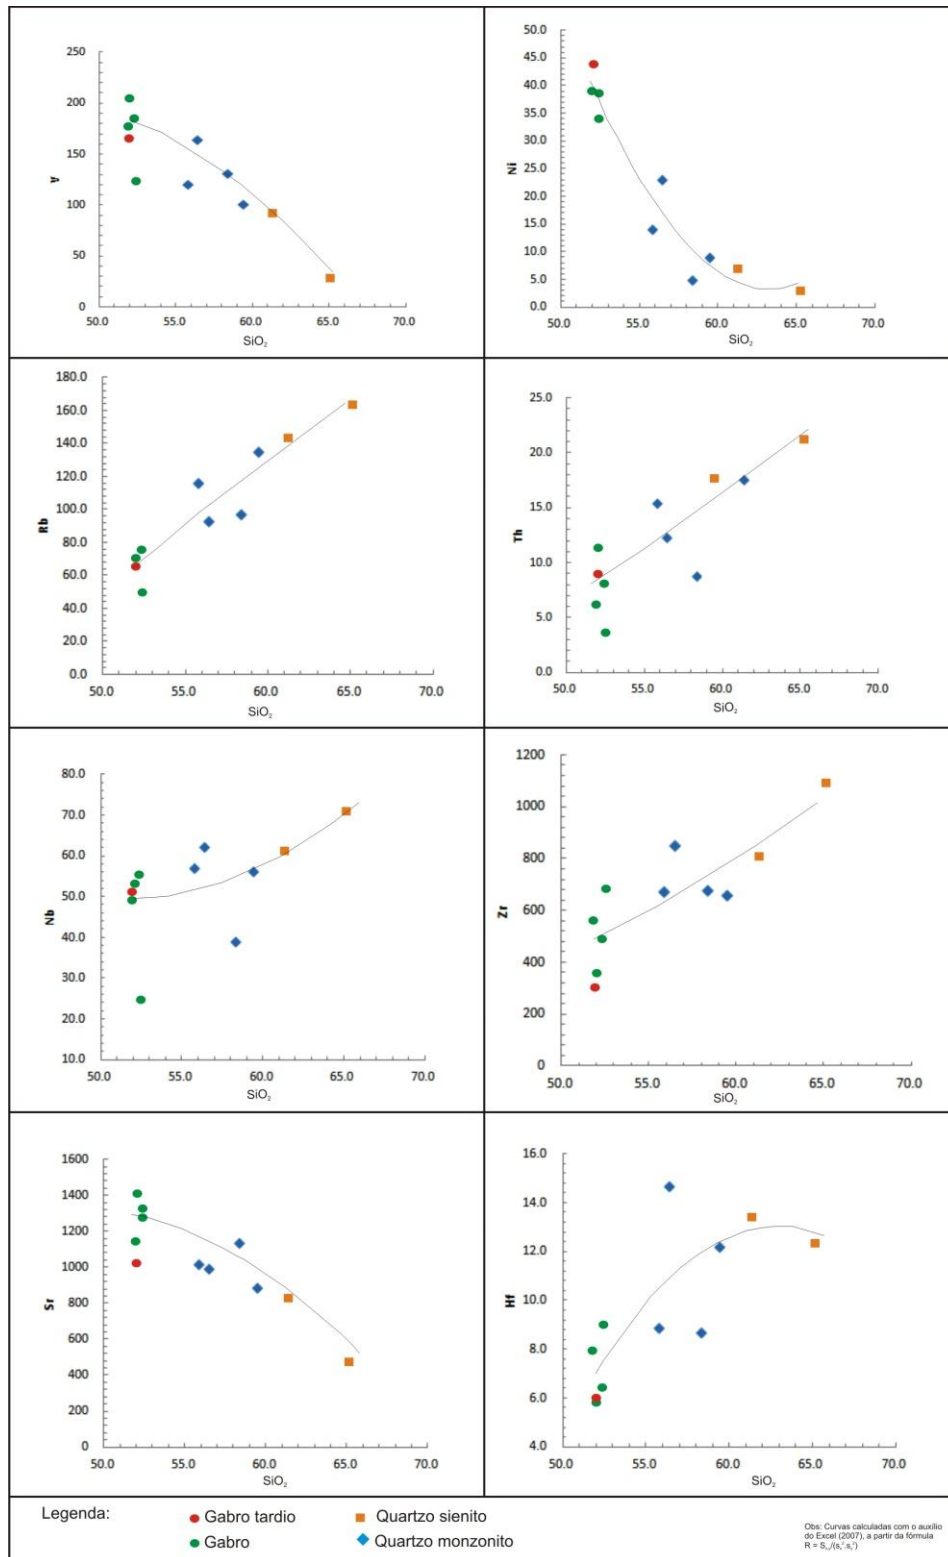 250
200
150
100
50
0
V
50.0 55.0 60.0 65.0 70.0
SiO₂
50.0
45.0
40.0
35.0
30.0
25.0
20.0
15.0
10.0
5.0
0.0
Ni
50.0 55.0 60.0 65.0 70.0
SiO₂
180.0
160.0
140.0
120.0
100.0
80.0
60.0
40.0
20.0
0.0
Rb
50.0 55.0 60.0 65.0 70.0
SiO₂
25.0
20.0
15.0
10.0
5.0
0.0
Th
50.0 55.0 60.0 65.0 70.0
SiO₂
80.0
70.0
60.0
50.0
40.0
30.0
20.0
10.0
Nb
50.0 55.0 60.0 65.0 70.0
SiO₂
1200
1000
800
600
400
200
0
Zr
50.0 55.0 60.0 65.0 70.0
SiO₂
1600
1400
1200
1000
800
600
400
200
0
Sr
50.0 55.0 60.0 65.0 70.0
SiO₂
16.0
14.0
12.0
10.0
8.0
6.0
4.0
Hf
50.0 55.0 60.0 65.0 70.0
SiO₂
Legenda:
Gabro tardio
Quartzo sienito
Gabro
Quartzo monzonito
Obs: Curvas calculadas com o auxílio
do Excel (2007), a partir da fórmula
R =